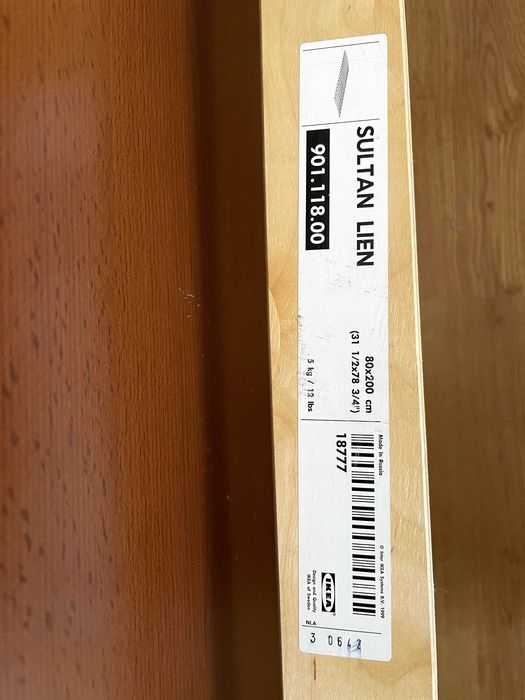 SULTAN LIEN
901.118.00
80x200 cm
(31 1/2x78 3/4")
5 kg / 12 lbs
Made in Russia
© Inter IKEA Systems B.V. 1999
18777
IKEA
Design and Quality
IKEA of Sweden
NLA
3 0642